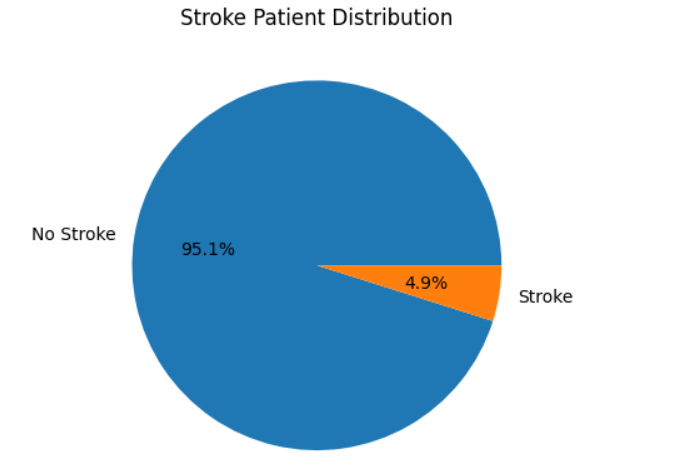 Stroke Patient Distribution
No Stroke
95.1%
4.9%
Stroke